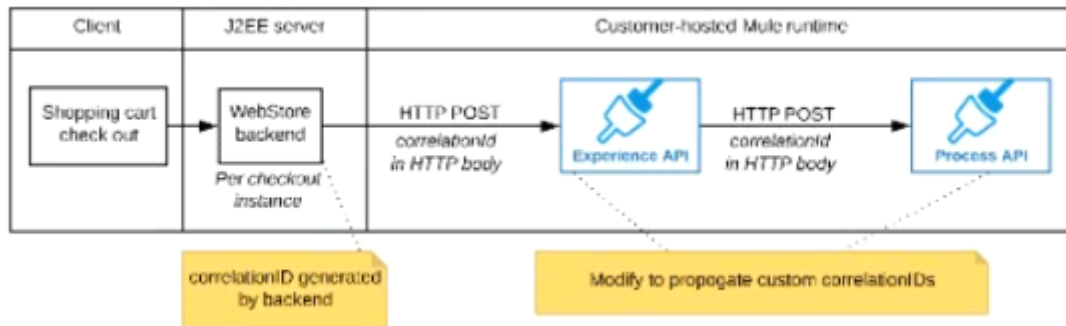 Client
J2EE server
Customer-hosted Mule runtime
Shopping cart
check out
WebStore
backend
Per checkout
instance
HTTP POST
correlationId
in HTTP body
Experience API
HTTP POST
correlationId
in HTTP body
Process API
correlationID generated
by backend
Modify to propogate custom correlationIDs